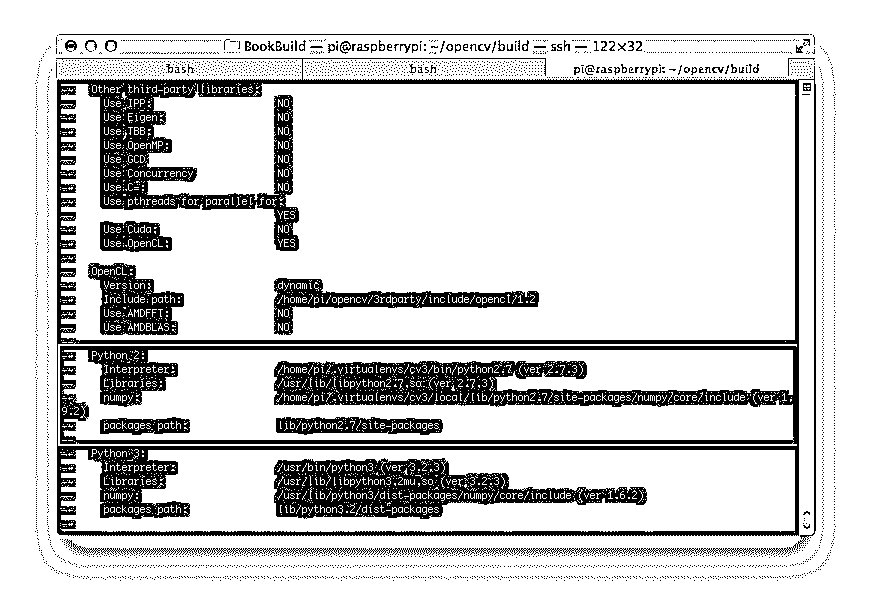 BookBuild — pi@raspberrypi: ~/opencv/build — ssh — 122×32
bash bash pi@raspberrypi: ~/opencv/build
-- Other third-party libraries:
-- Use IPP: NO
-- Use Eigen: NO
-- Use TBB: NO
-- Use OpenMP: NO
-- Use GCD NO
-- Use Concurrency NO
-- Use C=: NO
-- Use pthreads for parallel for:
YES
-- Use Cuda: NO
-- Use OpenCL: YES
--
-- OpenCL:
-- Version: dynamic
-- Include path: /home/pi/opencv/3rdparty/include/opencl/1.2
-- Use AMDFFT: NO
-- Use AMDBLAS: NO
--
-- Python 2:
-- Interpreter: /home/pi/.virtualenvs/cv3/bin/python2.7 (ver 2.7.3)
-- Libraries: /usr/lib/libpython2.7.so (ver 2.7.3)
-- numpy: /home/pi/.virtualenvs/cv3/local/lib/python2.7/site-packages/numpy/core/include (ver 1.
9.2)
-- packages path: lib/python2.7/site-packages
--
-- Python 3:
-- Interpreter: /usr/bin/python3 (ver 3.2.3)
-- Libraries: /usr/lib/libpython3.2mu.so (ver 3.2.3)
-- numpy: /usr/lib/python3/dist-packages/numpy/core/include (ver 1.6.2)
-- packages path: lib/python3.2/dist-packages
--